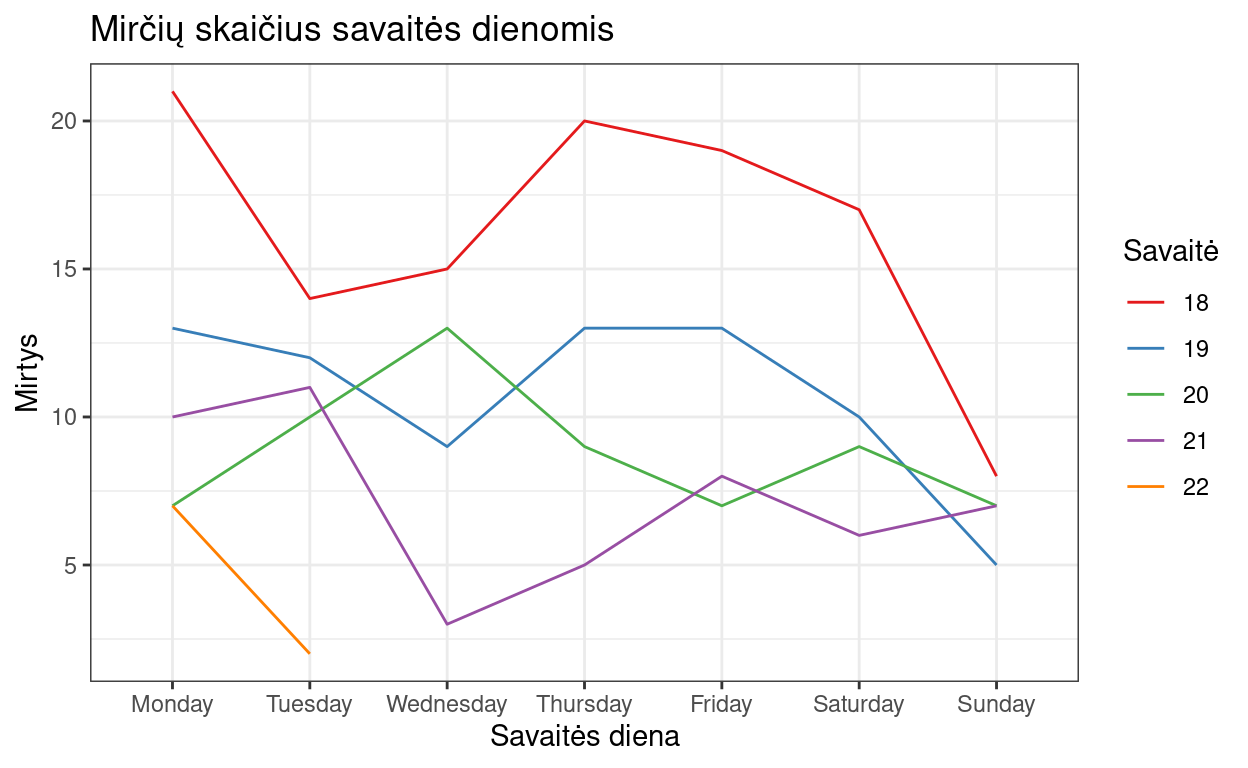 Mirčių skaičius savaitės dienomis
Mirtys
20
15
10
5
Monday Tuesday Wednesday Thursday Friday Saturday Sunday
Savaitės diena
Savaitė
18
19
20
21
22